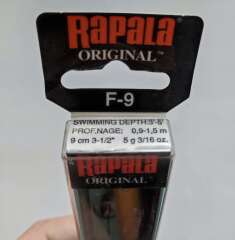 RAPALA
ORIGINAL™
F-9
SWIMMING DEPTH:3'-5'
PROF.NAGE: 0,9-1,5 m
9 cm 3-1/2" 5 g 3/16 oz.
RAPALA
ORIGINAL™